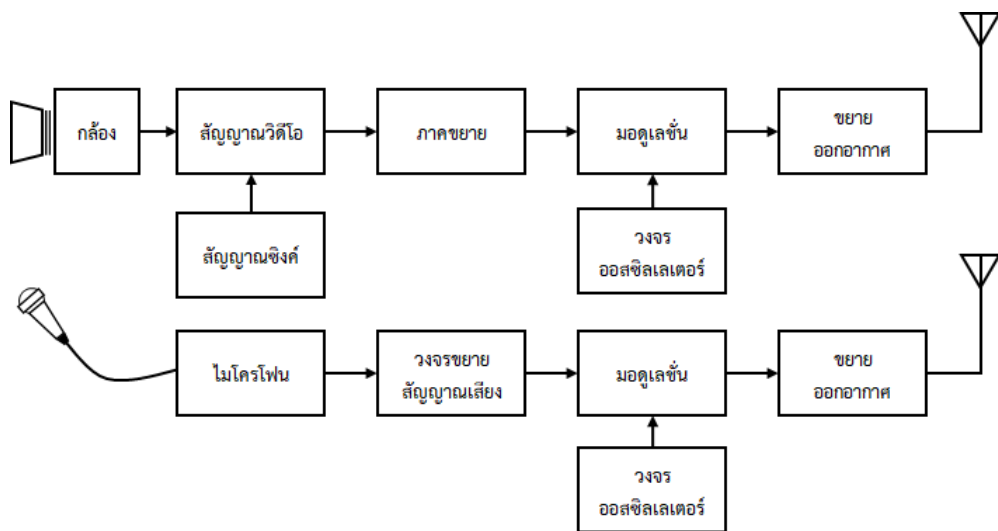 กล้อง
สัญญาณวิดีโอ
ภาคขยาย
มอดูเลชั่น
ขยาย
ออกอากาศ
สัญญาณซิงค์
วงจร
ออสซิลเลเตอร์
ไมโครโฟน
วงจรขยาย
สัญญาณเสียง
มอดูเลชั่น
ขยาย
ออกอากาศ
วงจร
ออสซิลเลเตอร์